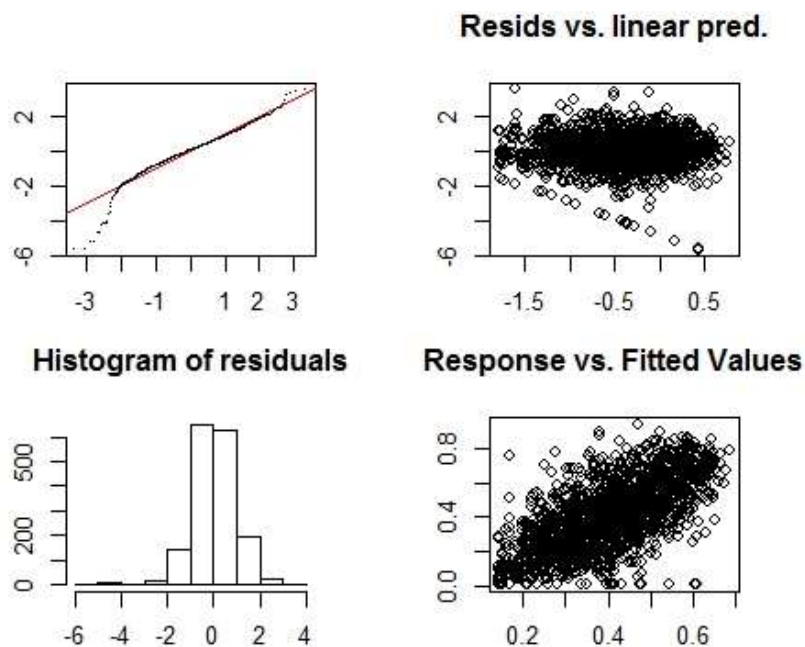 Resids vs. linear pred.
2
-2
-6
-3 -1 1 2 3
2
-2
-6
-1.5 -0.5 0.5
Histogram of residuals
500
200
0
-6 -4 -2 0 2 4
Response vs. Fitted Values
0.8
0.4
0.0
0.2 0.4 0.6